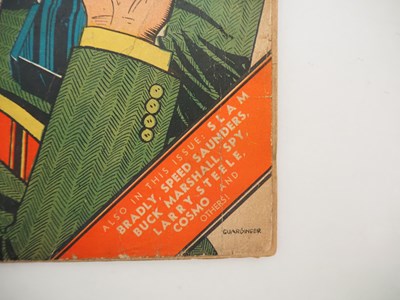 ALSO IN THIS ISSUE, SLAM
BRADLY, SPEED SAUNDERS,
BUCK MARSHALL, SPY,
LARRY STEELE,
COSMO AND
OTHERS!
GUARDINEER